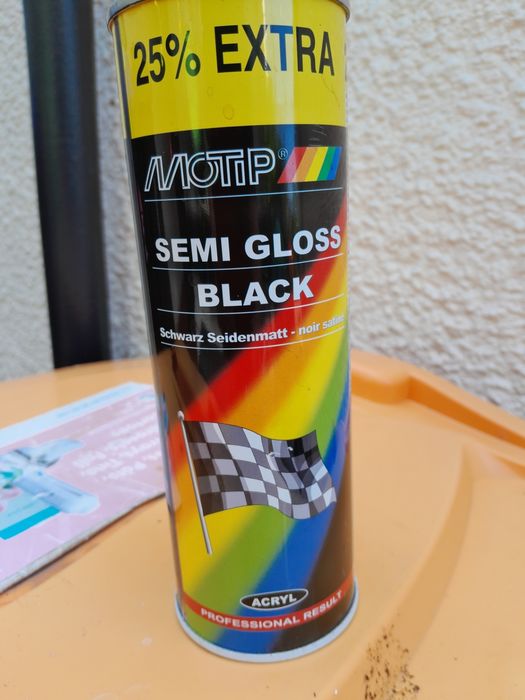 25% EXTRA
MOTIP®
SEMI GLOSS
BLACK
Schwarz Seidenmatt - noir satiné
ACRYL
PROFESSIONAL RESULT